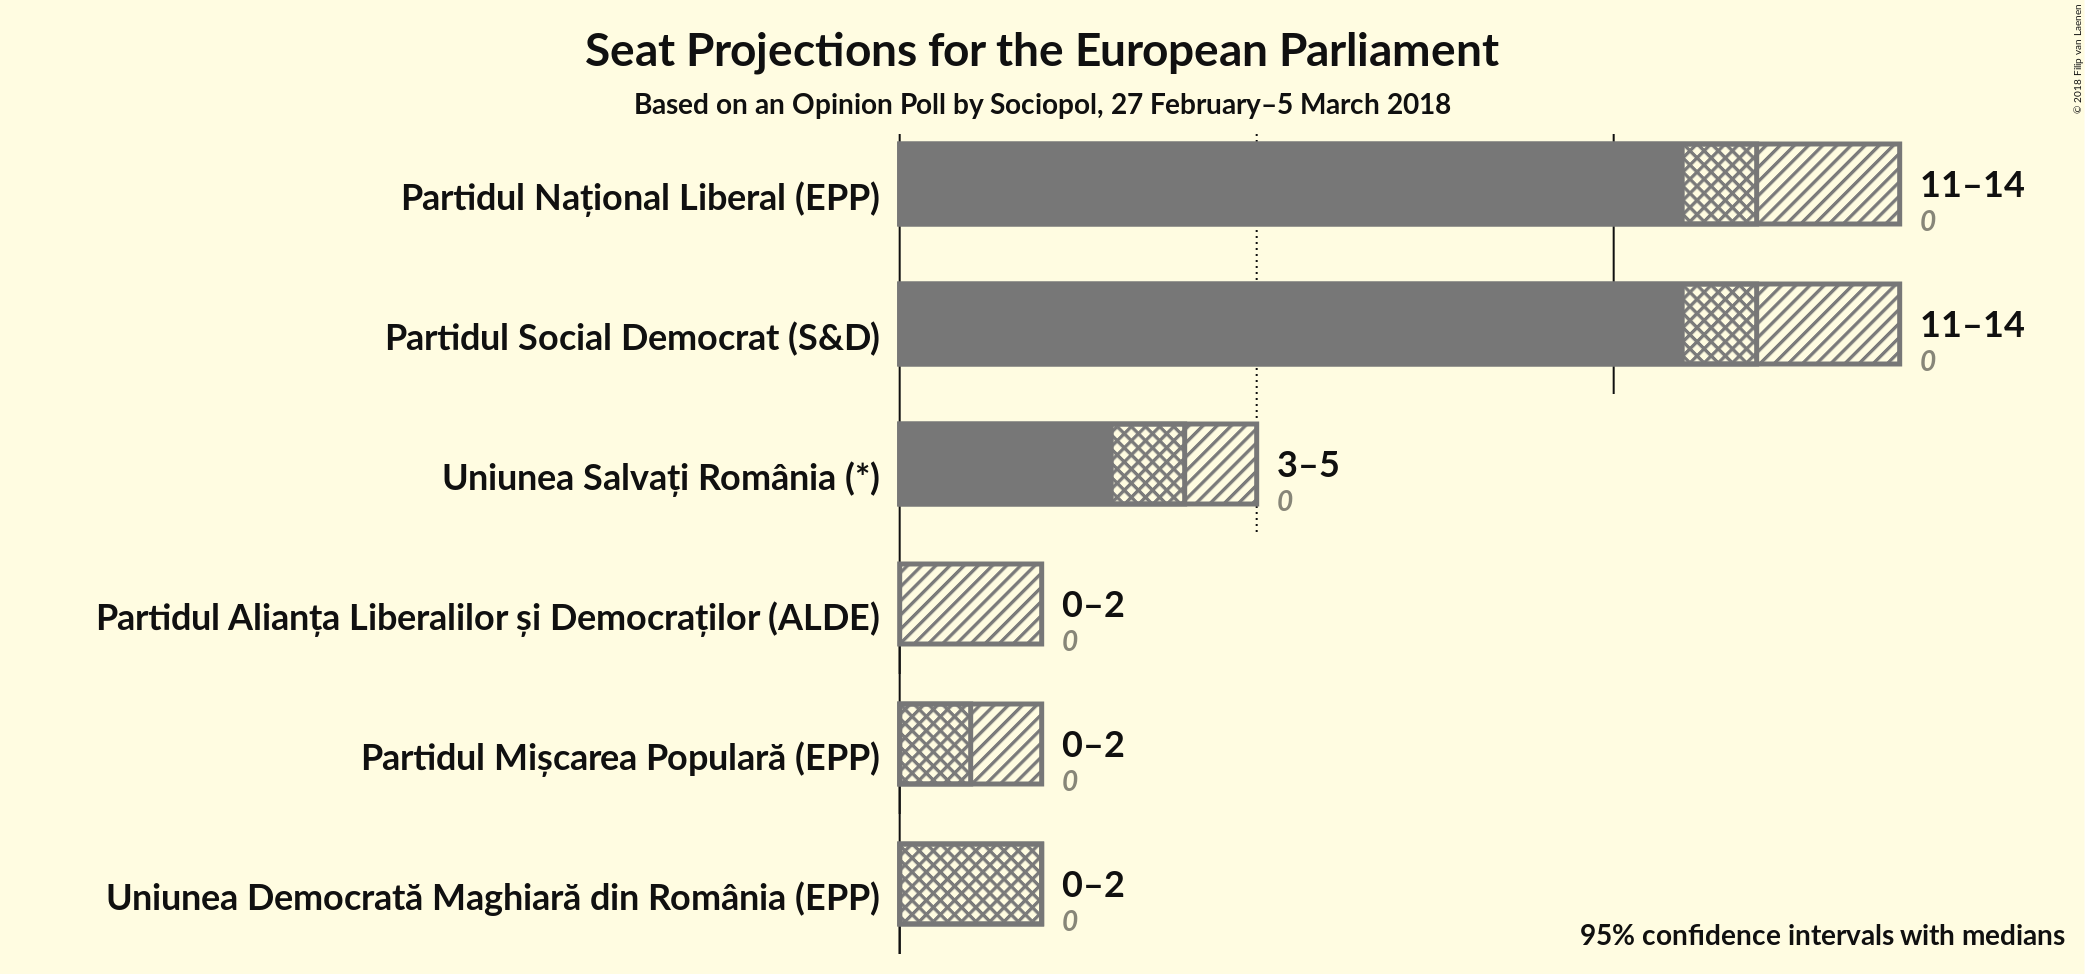 Seat Projections for the European Parliament
Based on an Opinion Poll by Sociopol, 27 February–5 March 2018
© 2018 Filip van Laenen
Partidul Național Liberal (EPP)
11–14
0
Partidul Social Democrat (S&D)
11–14
0
Uniunea Salvați România (*)
3–5
0
Partidul Alianța Liberalilor și Democraților (ALDE)
0–2
0
Partidul Mișcarea Populară (EPP)
0–2
0
Uniunea Democrată Maghiară din România (EPP)
0–2
0
95% confidence intervals with medians